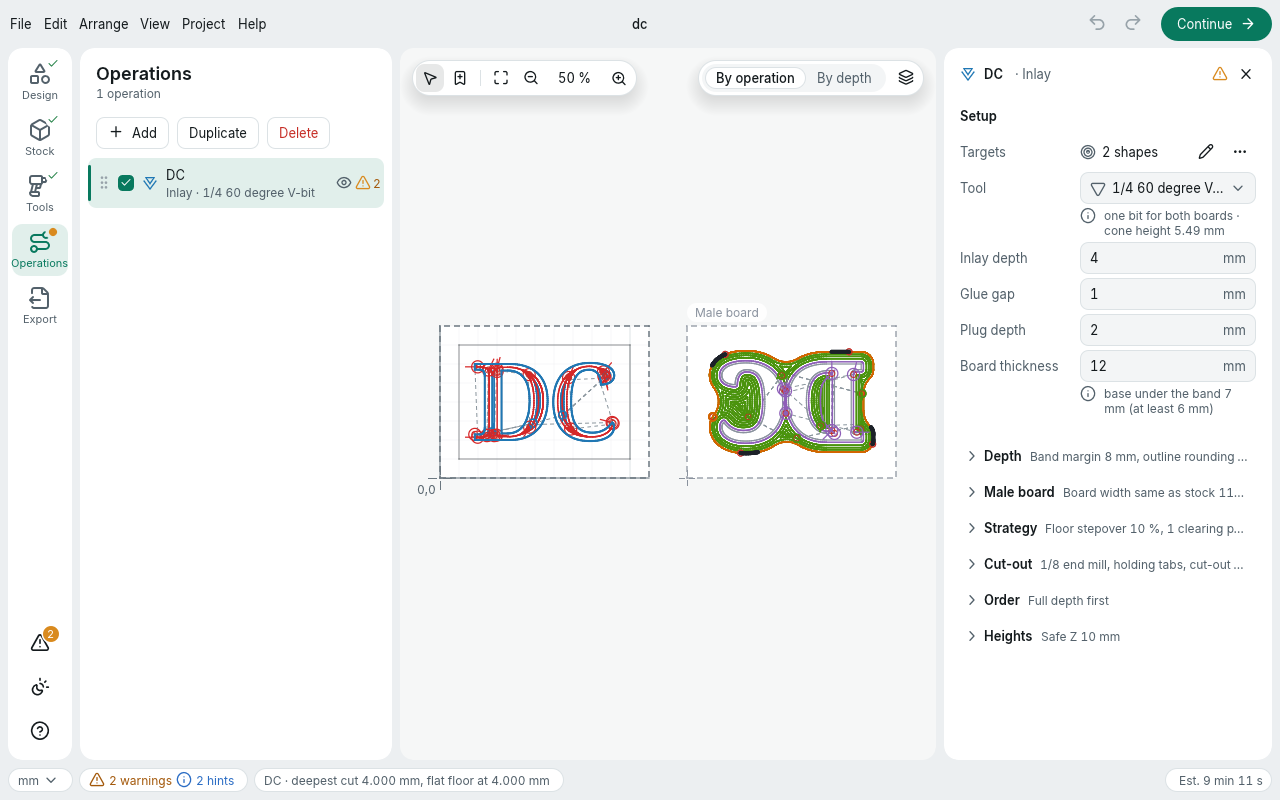 File Edit Arrange View Project Help
dc
Continue
Design
Stock
Tools
Operations
Export
2
Operations
1 operation
Add
Duplicate
Delete
DC
Inlay · 1/4 60 degree V-bit
2
50 %
By operation
By depth
Male board
0,0
DC · Inlay
Setup
Targets 2 shapes
Tool 1/4 60 degree V...
one bit for both boards ·
cone height 5.49 mm
Inlay depth 4 mm
Glue gap 1 mm
Plug depth 2 mm
Board thickness 12 mm
base under the band 7
mm (at least 6 mm)
Depth Band margin 8 mm, outline rounding ...
Male board Board width same as stock 11...
Strategy Floor stepover 10 %, 1 clearing p...
Cut-out 1/8 end mill, holding tabs, cut-out ...
Order Full depth first
Heights Safe Z 10 mm
mm
2 warnings 2 hints
DC · deepest cut 4.000 mm, flat floor at 4.000 mm
Est. 9 min 11 s